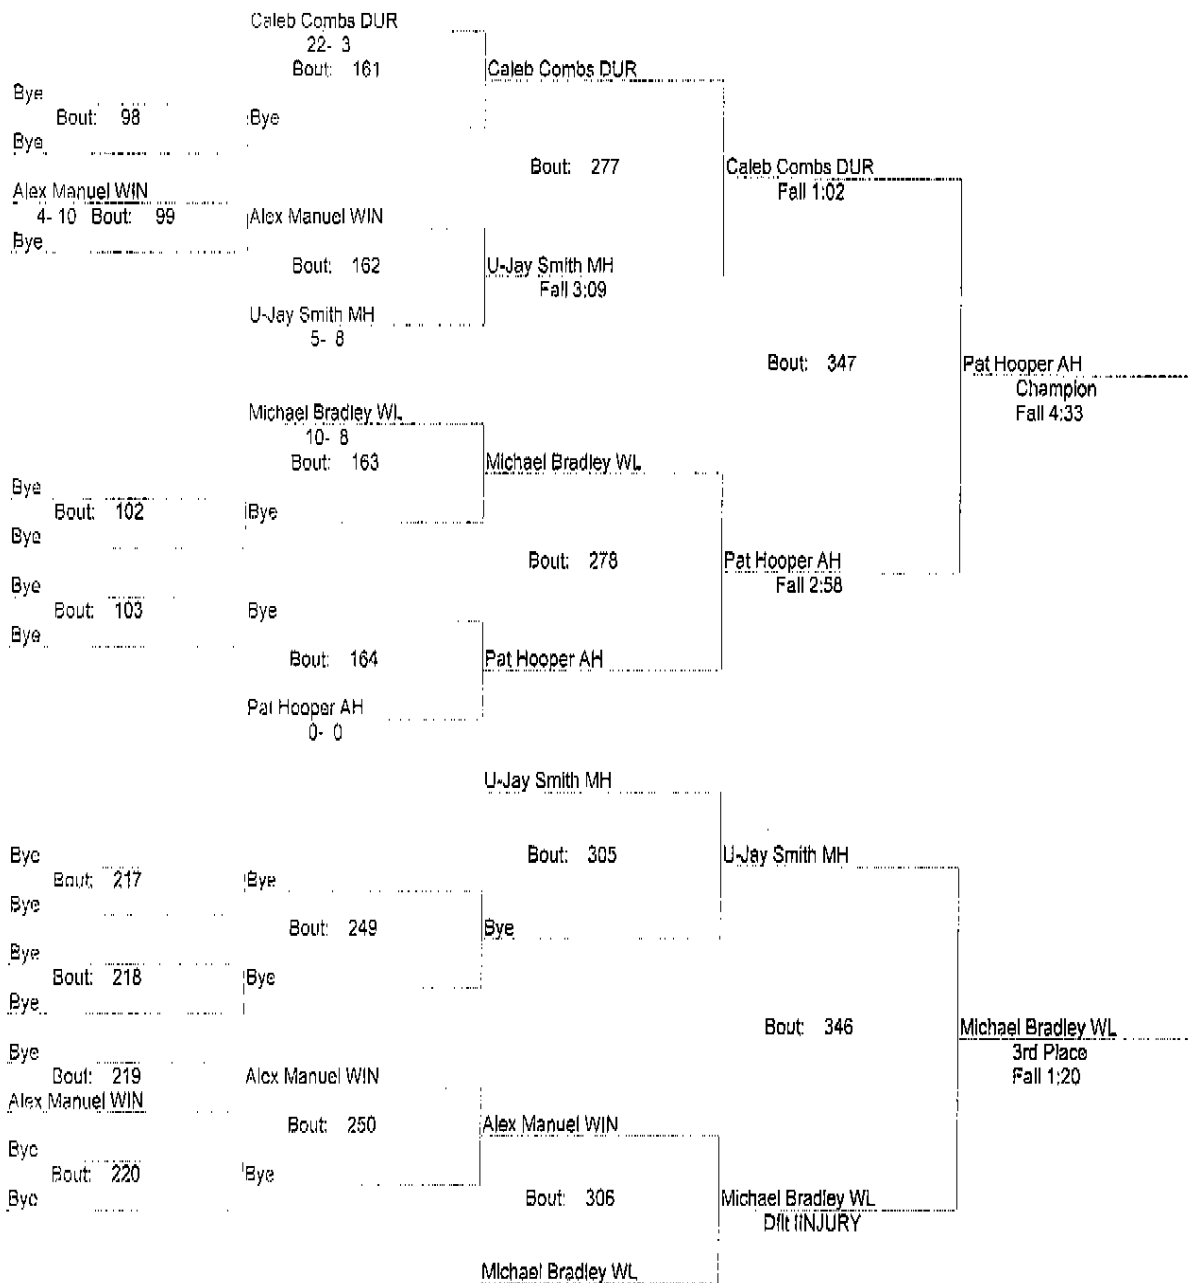 Caleb Combs DUR
22- 3
Bout: 161
Caleb Combs DUR
Bye
Bout: 98
Bye
Bye
Bout: 277
Caleb Combs DUR
Fall 1:02
Alex Manuel WIN
4- 10 Bout: 99
Alex Manuel WIN
Bye
Bout: 162
U-Jay Smith MH
Fall 3:09
U-Jay Smith MH
5- 8
Bout: 347
Pat Hooper AH
Champion
Fall 4:33
Michael Bradley WL
10- 8
Bout: 163
Michael Bradley WL
Bye
Bout: 102
Bye
Bye
Bout: 278
Pat Hooper AH
Fall 2:58
Bye
Bout: 103
Bye
Bye
Bout: 164
Pat Hooper AH
Pat Hooper AH
0- 0
U-Jay Smith MH
Bout: 305
U-Jay Smith MH
Bye
Bout: 217
Bye
Bye
Bout: 249
Bye
Bye
Bout: 218
Bye
Bye
Bout: 346
Michael Bradley WL
3rd Place
Fall 1:20
Bye
Bout: 219
Alex Manuel WIN
Alex Manuel WIN
Bout: 250
Alex Manuel WIN
Bye
Bout: 220
Bye
Bye
Bout: 306
Michael Bradley WL
Dflt IINJURY
Michael Bradley WL